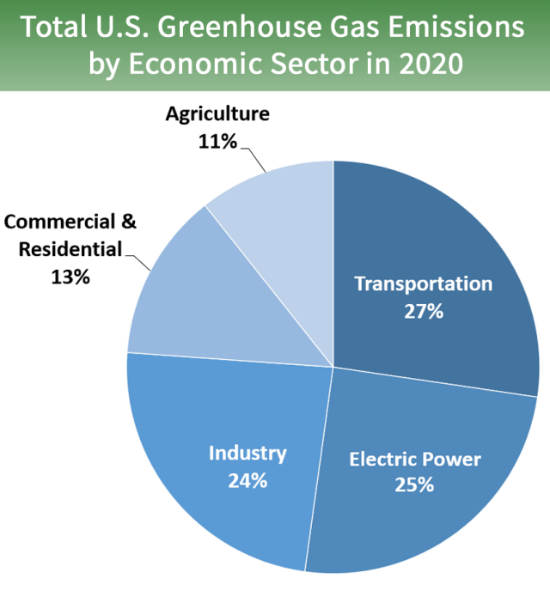 Total U.S. Greenhouse Gas Emissions
by Economic Sector in 2020
Agriculture
11%
Commercial &
Residential
13%
Transportation
27%
Industry
24%
Electric Power
25%